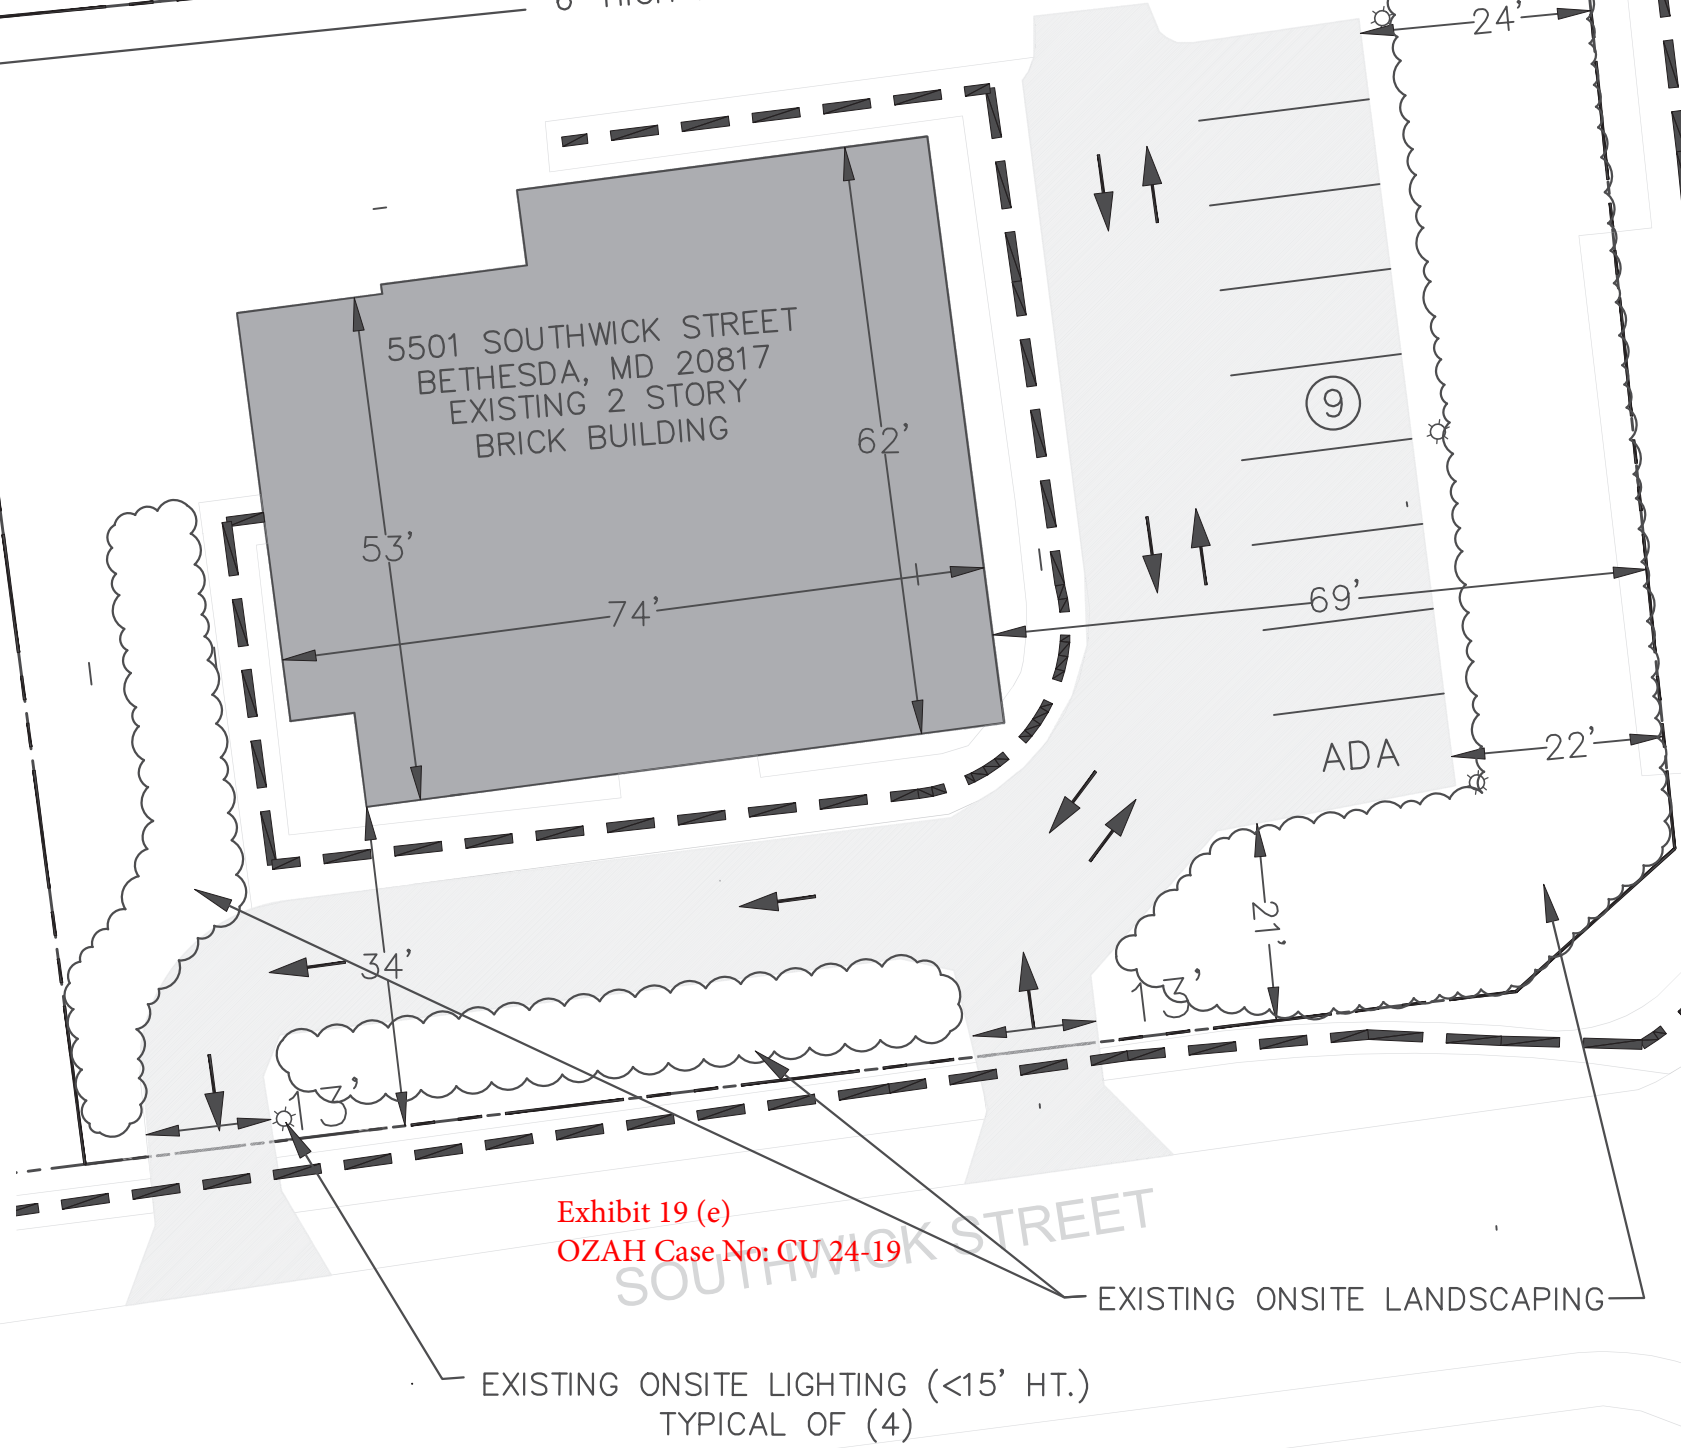 24'
5501 SOUTHWICK STREET
BETHESDA, MD 20817
EXISTING 2 STORY
BRICK BUILDING
9
62'
53'
74'
69'
ADA
22'
21'
34'
13'
13'
Exhibit 19 (e)
OZAH Case No: CU 24-19
SOUTHWICK STREET
EXISTING ONSITE LANDSCAPING
EXISTING ONSITE LIGHTING (<15' HT.)
TYPICAL OF (4)